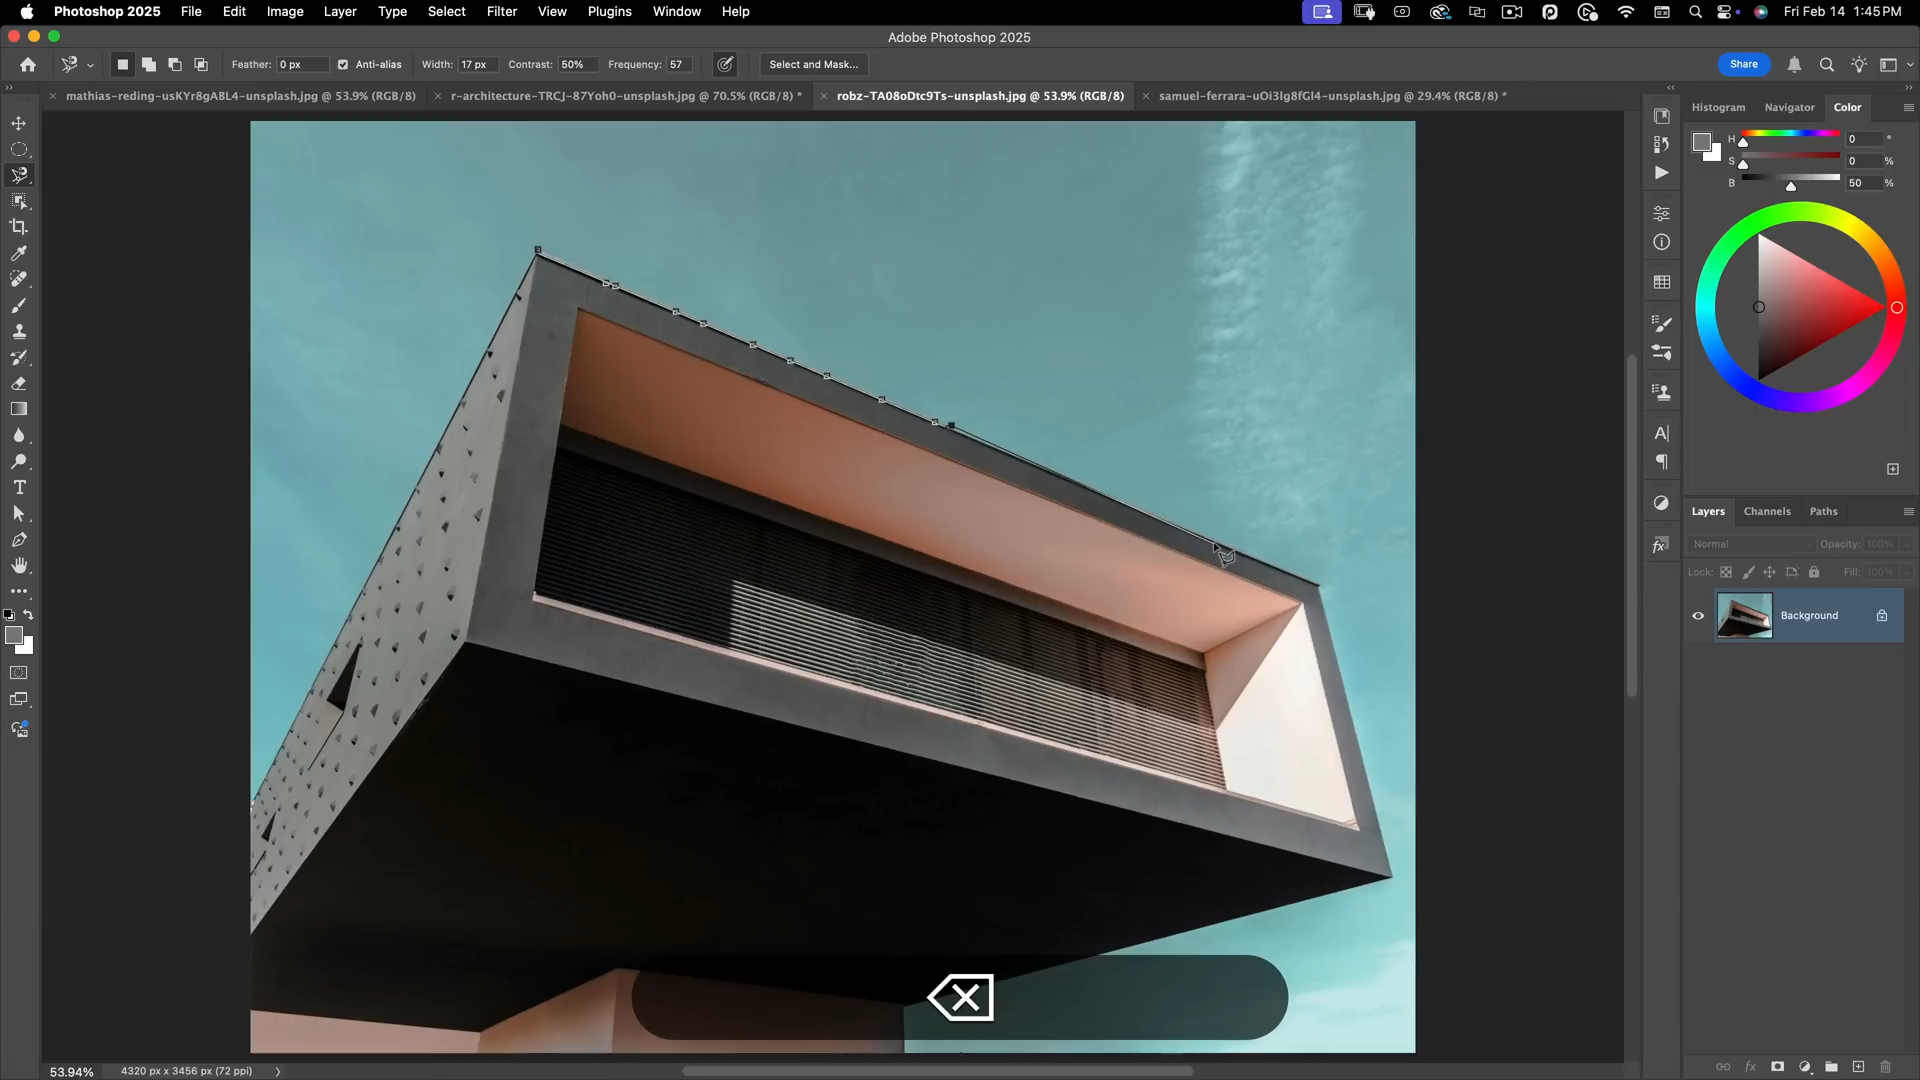 Photoshop 2025 File Edit Image Layer Type Select Filter View Plugins Window Help Fri Feb 14 1:45 PM
Adobe Photoshop 2025
Feather: 0 px Anti-alias Width: 17 px Contrast: 50% Frequency: 57 Select and Mask... Share
mathias-reding-usKYr8gABL4-unsplash.jpg @ 53.9% (RGB/8) r-architecture-TRCJ-87Yoh0-unsplash.jpg @ 70.5% (RGB/8) * robz-TA08oDtc9Ts-unsplash.jpg @ 53.9% (RGB/8) samuel-ferrara-uOi3lg8fGl4-unsplash.jpg @ 29.4% (RGB/8) *
Histogram Navigator Color
H 0 °
S 0 %
B 50 %
Layers Channels Paths
Normal Opacity: 100%
Lock: Fill: 100%
Background
53.94% 4320 px x 3456 px (72 ppi)